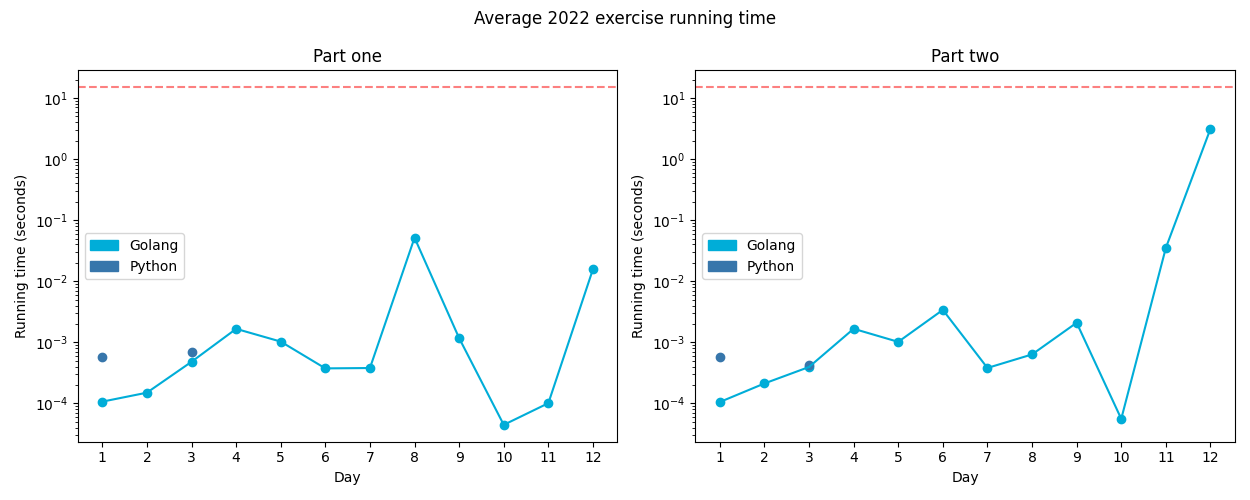 Average 2022 exercise running time
Part one
Running time (seconds)
10¹
10⁰
10⁻¹
10⁻²
10⁻³
10⁻⁴
Golang
Python
1 2 3 4 5 6 7 8 9 10 11 12
Day
Part two
Running time (seconds)
10¹
10⁰
10⁻¹
10⁻²
10⁻³
10⁻⁴
Golang
Python
1 2 3 4 5 6 7 8 9 10 11 12
Day